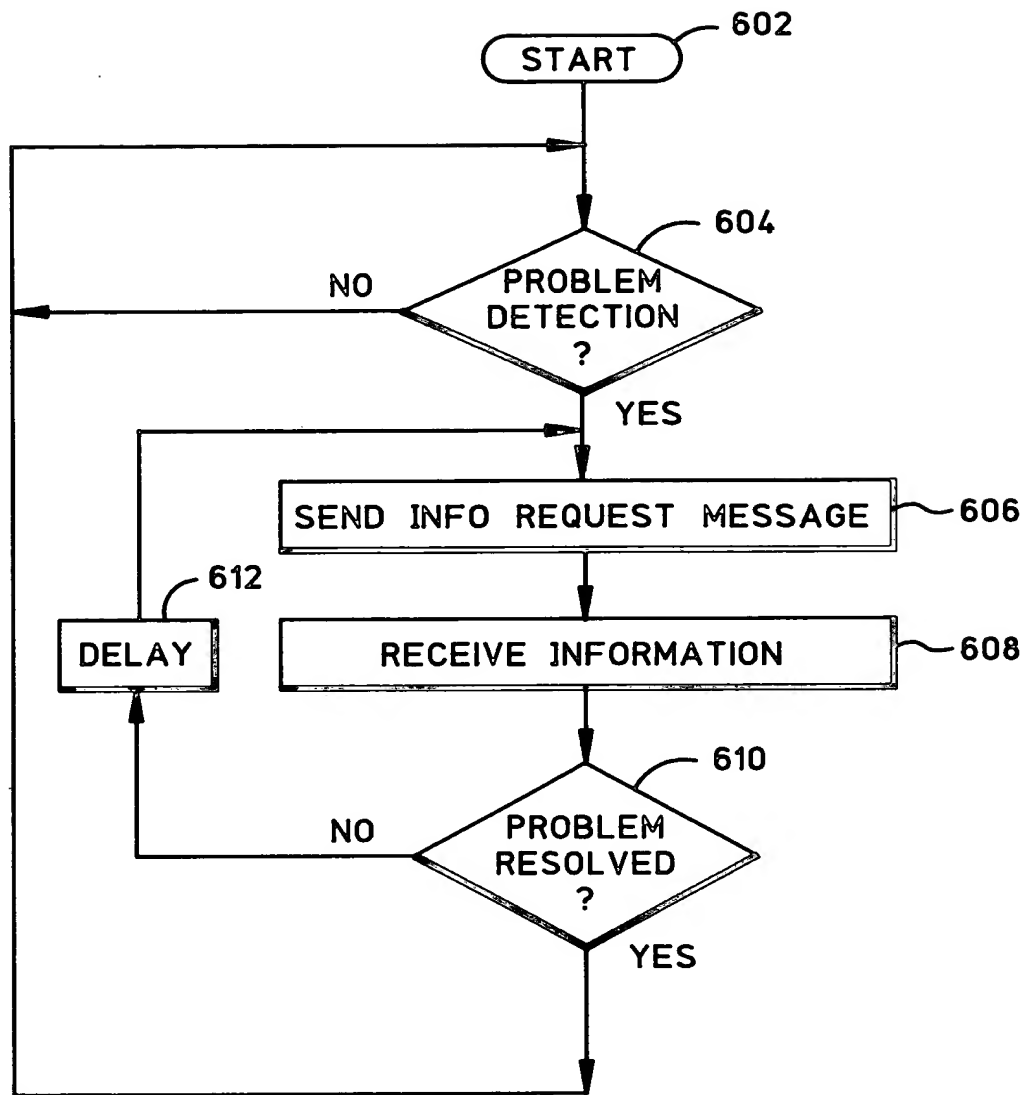 602
START
604
PROBLEM
DETECTION
?
NO
YES
SEND INFO REQUEST MESSAGE
606
612
DELAY
RECEIVE INFORMATION
608
610
PROBLEM
RESOLVED
?
NO
YES